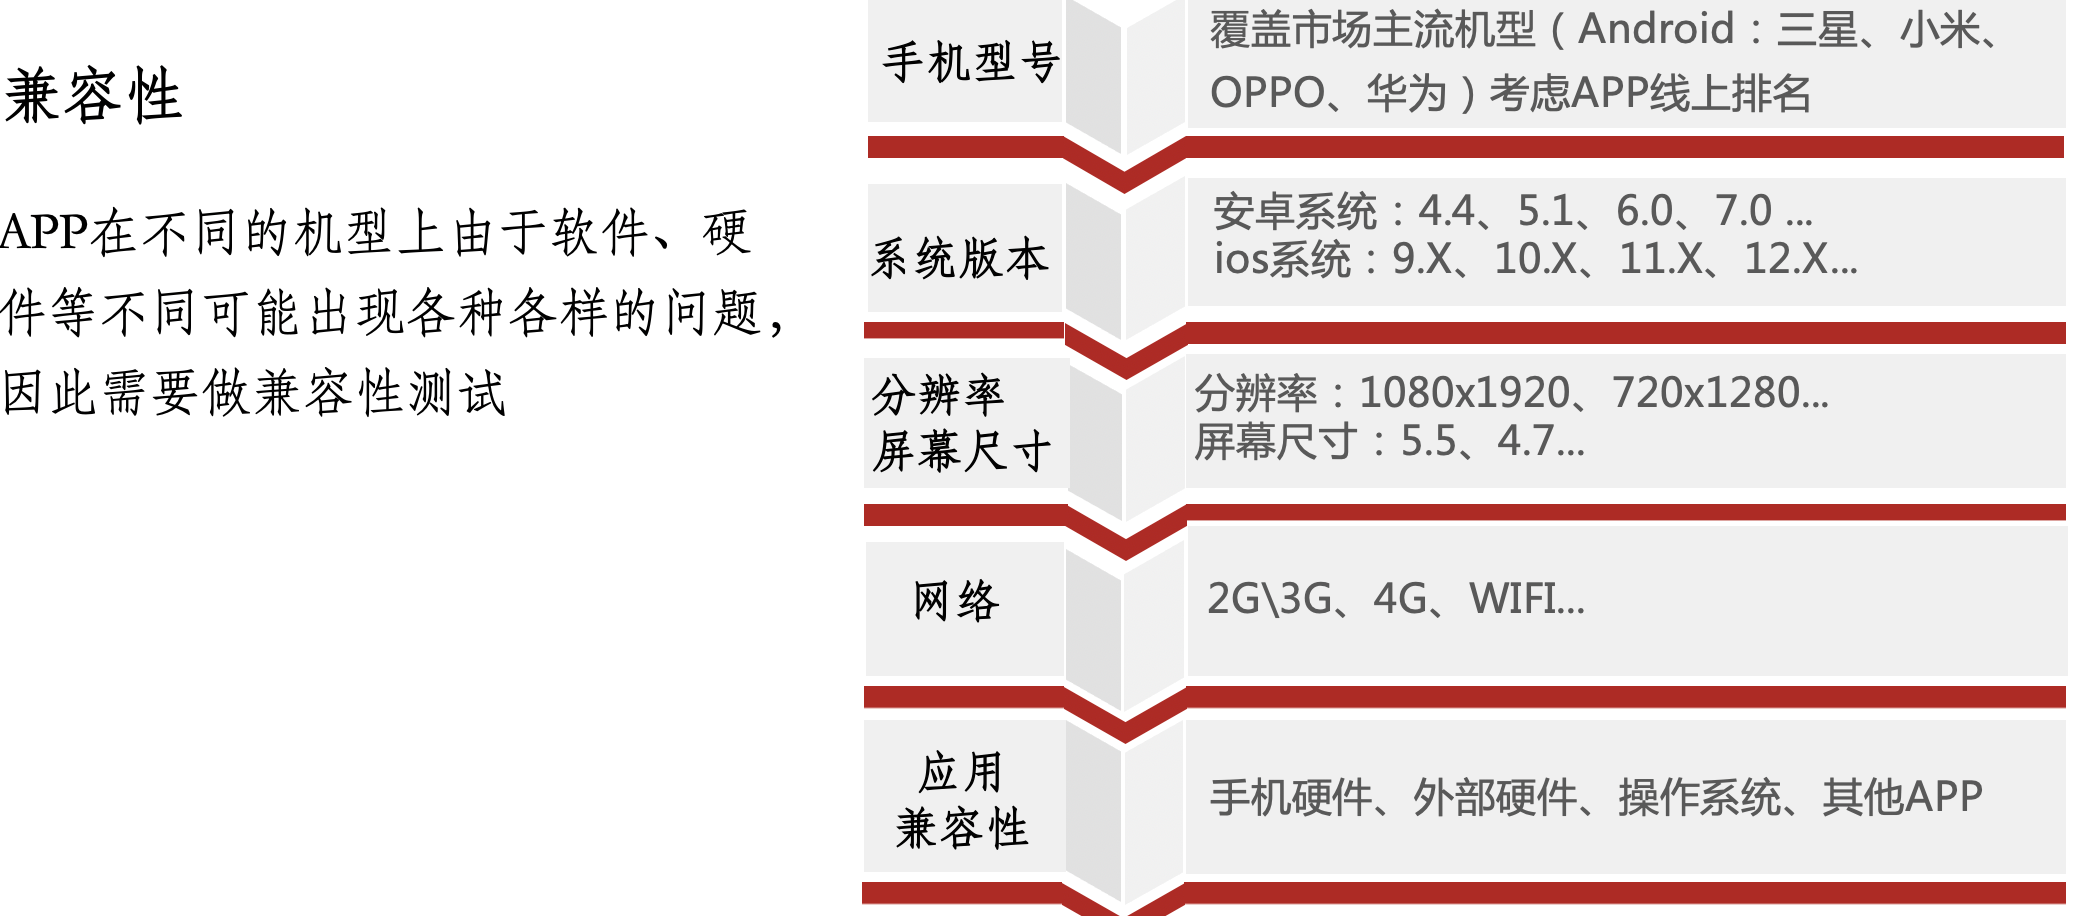 兼容性
APP在不同的机型上由于软件、硬
件等不同可能出现各种各样的问题，
因此需要做兼容性测试
手机型号
覆盖市场主流机型（Android：三星、小米、
OPPO、华为）考虑APP线上排名
系统版本
安卓系统：4.4、5.1、6.0、7.0 ...
ios系统：9.X、10.X、11.X、12.X...
分辨率
屏幕尺寸
分辨率：1080x1920、720x1280...
屏幕尺寸：5.5、4.7...
网络
2G\3G、4G、WIFI...
应用
兼容性
手机硬件、外部硬件、操作系统、其他APP